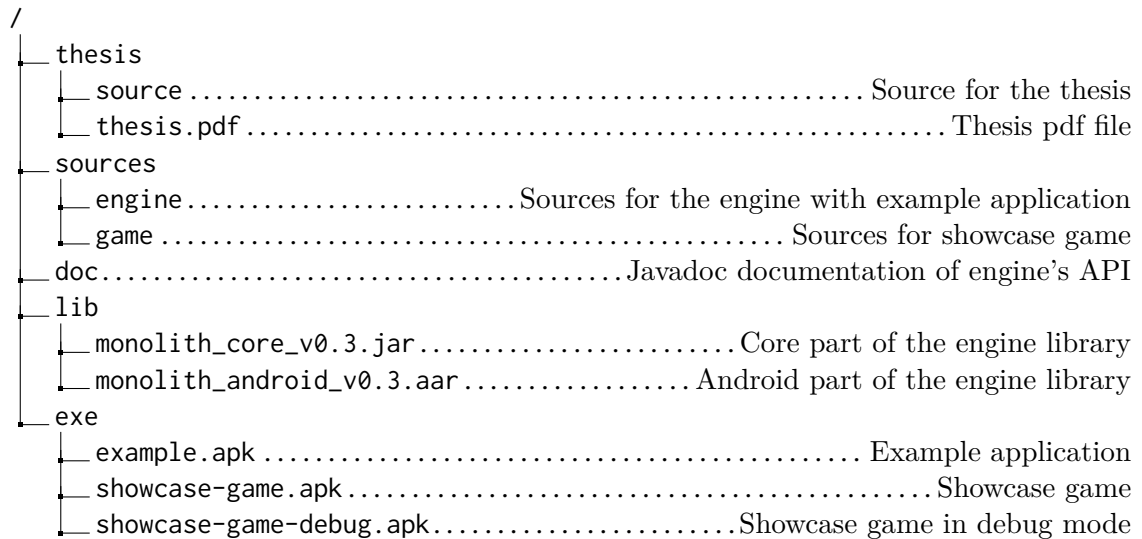 /
thesis
source ........................................................ Source for the thesis
thesis.pdf ........................................................ Thesis pdf file
sources
engine ........................... Sources for the engine with example application
game .................................................... Sources for showcase game
doc ........................................... Javadoc documentation of engine's API
lib
monolith_core_v0.3.jar .......................... Core part of the engine library
monolith_android_v0.3.aar ................... Android part of the engine library
exe
example.apk .................................................. Example application
showcase-game.apk ................................................ Showcase game
showcase-game-debug.apk ......................... Showcase game in debug mode